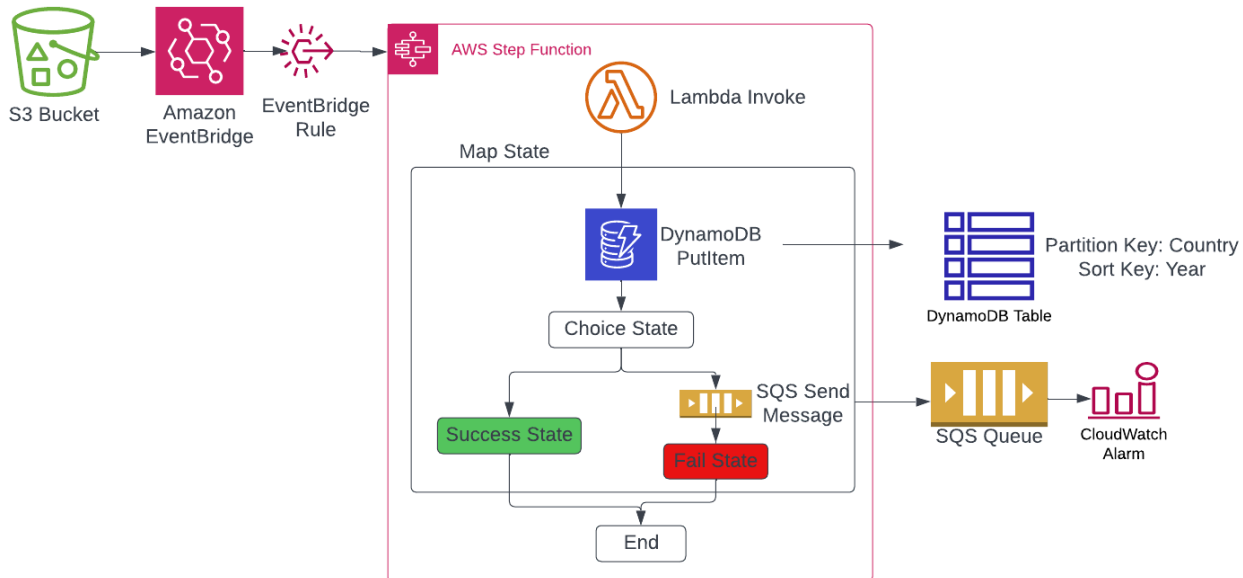 S3 Bucket
Amazon
EventBridge
EventBridge
Rule
AWS Step Function
Lambda Invoke
Map State
DynamoDB
PutItem
Partition Key: Country
Sort Key: Year
DynamoDB Table
Choice State
SQS Send
Message
Success State
Fail State
SQS Queue
CloudWatch
Alarm
End